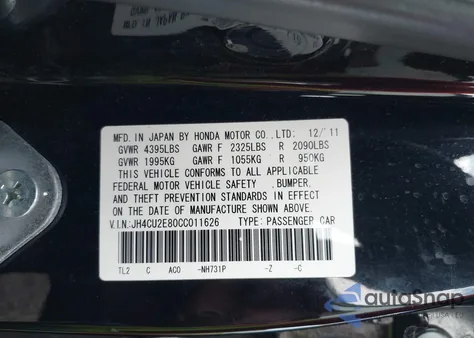 MFD. IN JAPAN BY HONDA MOTOR CO.,LTD: 12/'11
GVWR 4395LBS GAWR F 2325LBS R 2090LBS
GVWR 1995KG GAWR F 1055KG R 950KG
THIS VEHICLE CONFORMS TO ALL APPLICABLE
FEDERAL MOTOR VEHICLE SAFETY ,BUMPER,
AND THEFT PREVENTION STANDARDS IN EFFECT
ON THE DATE OF MANUFACTURE SHOWN ABOVE.
V.I.N:JH4CU2E80CC011626 TYPE: PASSENGER CAR
TL2 C AC0 -NH731P -Z -C
autoSnap